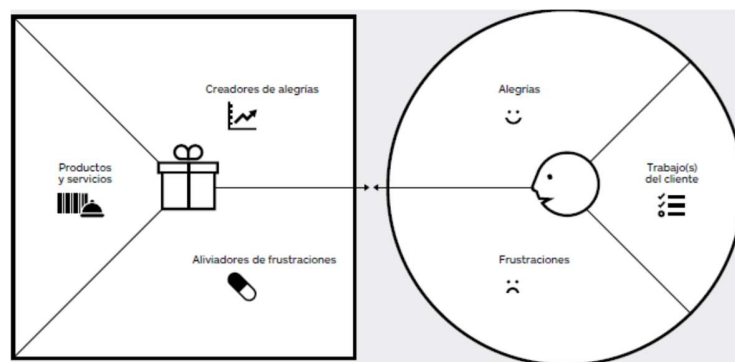 Creadores de alegrías
Alegrías
Productos
y servicios
Trabajo(s)
del cliente
Aliviadores de frustraciones
Frustraciones